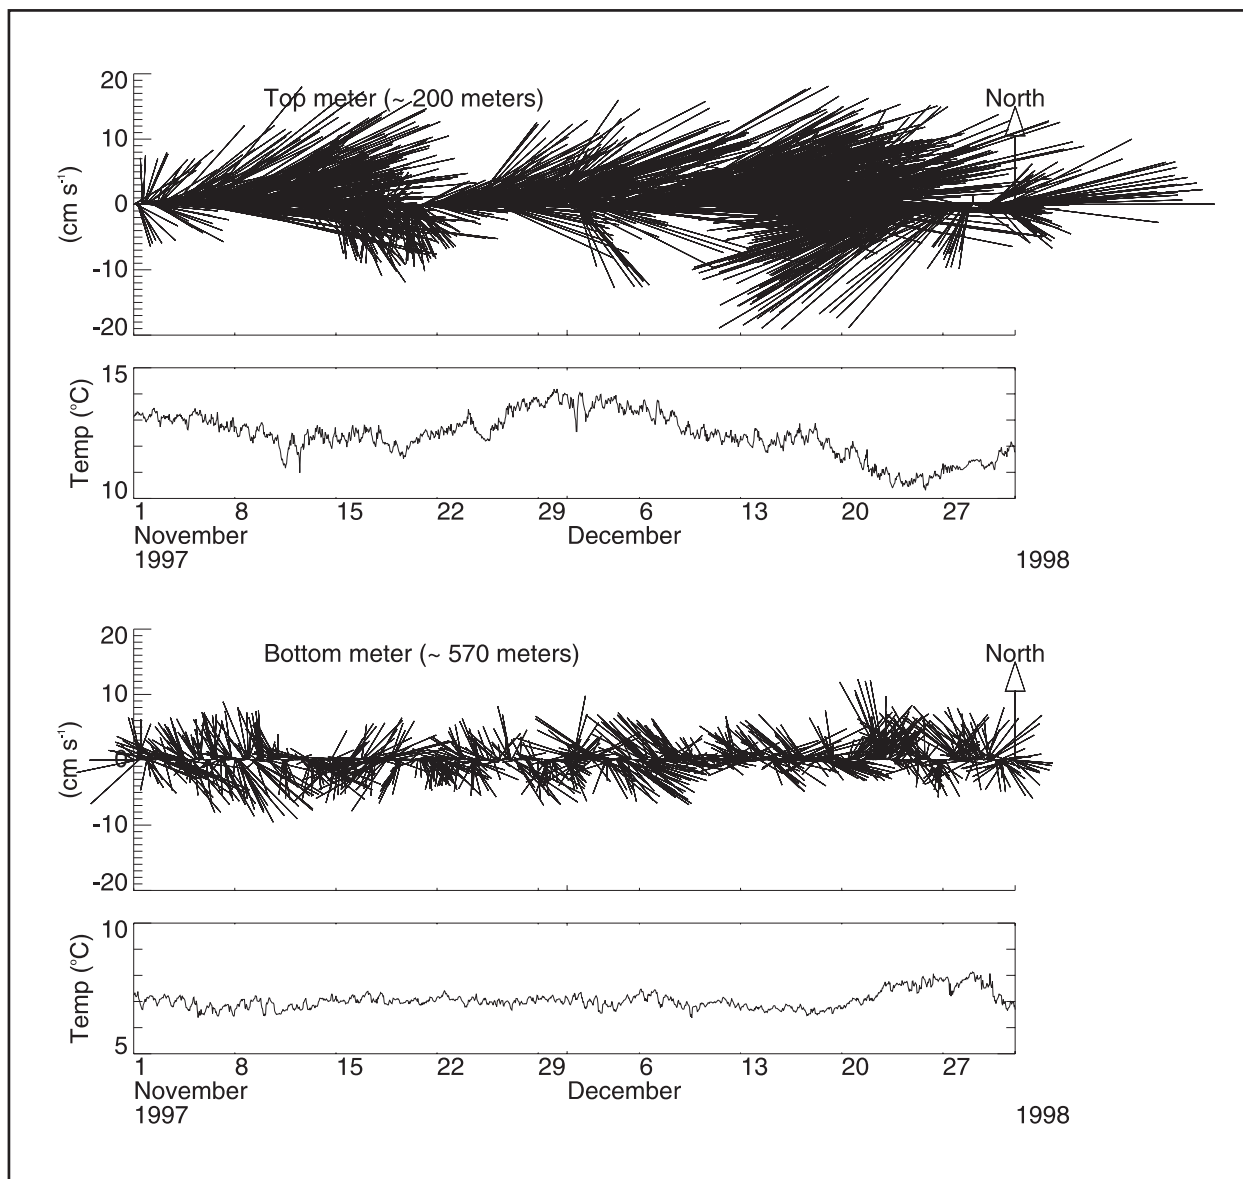 20
Top meter (~ 200 meters)
North
10
0
(cm s⁻¹)
-10
-20
15
Temp (°C)
10
1 8 15 22 29 6 13 20 27
November December
1997 1998
20
Bottom meter (~ 570 meters)
North
10
0
(cm s⁻¹)
-10
-20
10
Temp (°C)
5
1 8 15 22 29 6 13 20 27
November December
1997 1998